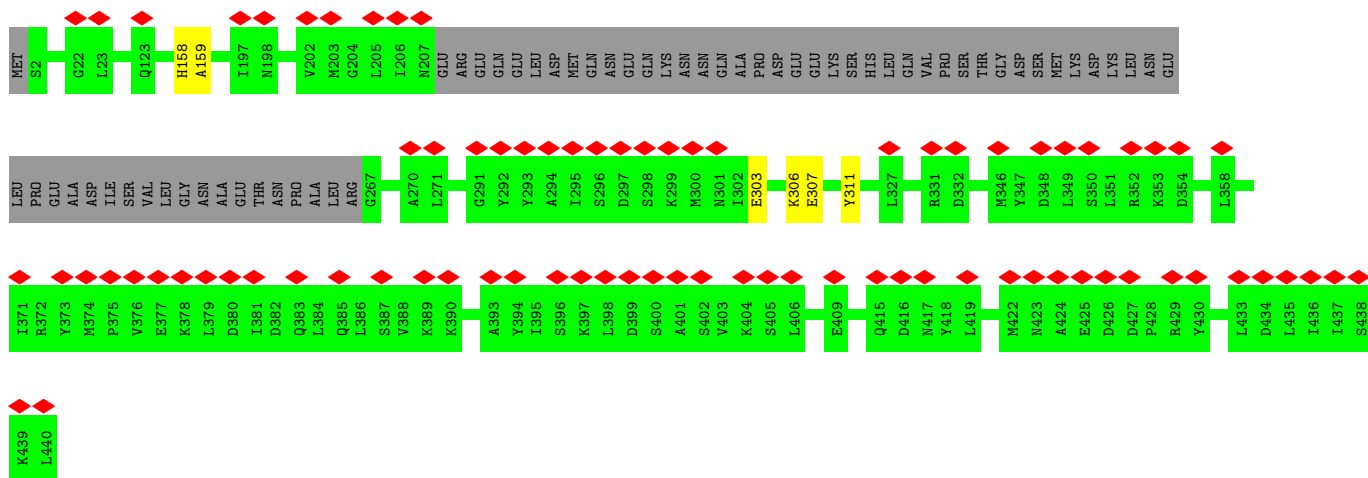 MET S2 G22 L23 Q123 H158 A159 I197 N198 V202 M203 G204 L205 I206 N207 GLU ARG GLU GLN GLU LEU ASP MET GLN ASN GLU GLN LYS ASN ASN GLN ALA PRO ASP GLU GLU LYS SER HIS LEU GLN VAL PRO SER THR GLY ASP SER MET LYS ASP LYS LEU ASN GLU
LEU PRO GLU ALA ASP ILE SER VAL LEU GLY ASN ALA GLU THR ASN PRO ALA LEU ARG G267 A270 L271 G291 Y292 Y293 A294 I295 S296 D297 S298 K299 M300 N301 I302 E303 K306 E307 Y311 L327 R331 D332 M346 Y347 D348 L349 S350 L351 R352 K353 D354 L358
I371 R372 Y373 M374 P375 V376 E377 K378 L379 D380 I381 D382 Q383 L384 Q385 L386 S387 V388 K389 K390 A393 Y394 I395 S396 K397 L398 D399 S400 A401 S402 V403 K404 S405 L406 E409 Q415 D416 N417 Y418 L419 M422 N423 A424 E425 D426 D427 P428 R429 Y430 L433 D434 L435 I436 I437 S438
K439 L440